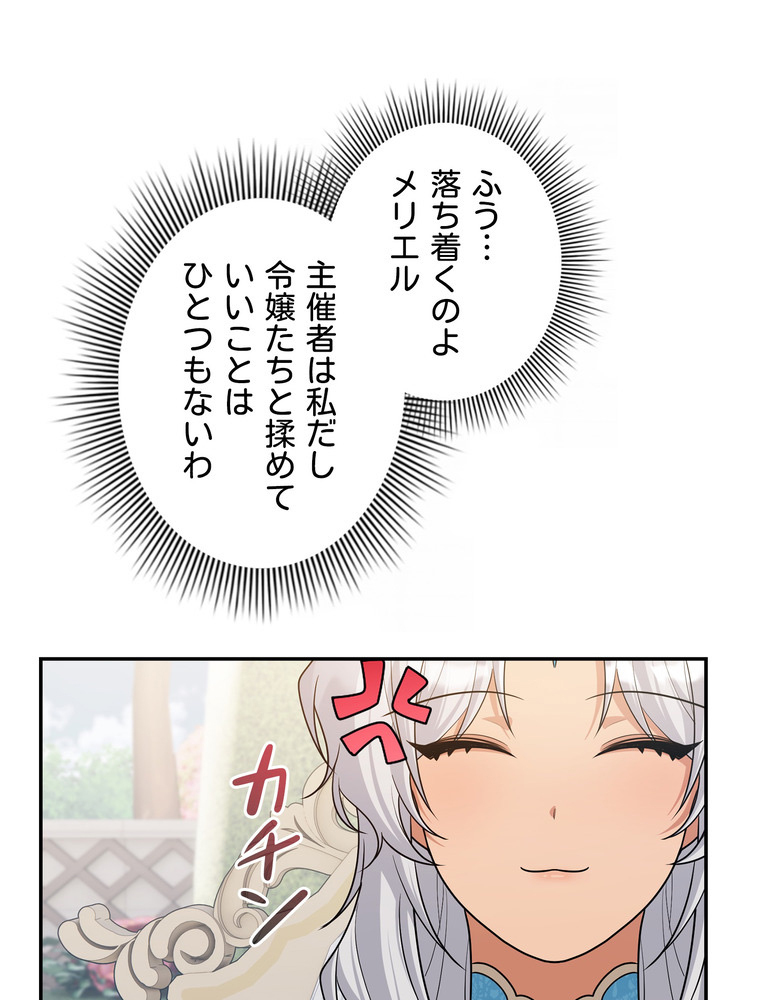 ふう…
落ち着くのよ
メリエル
主催者は私だし
令嬢たちと揉めて
いいことは
ひとつもないわ
カチン